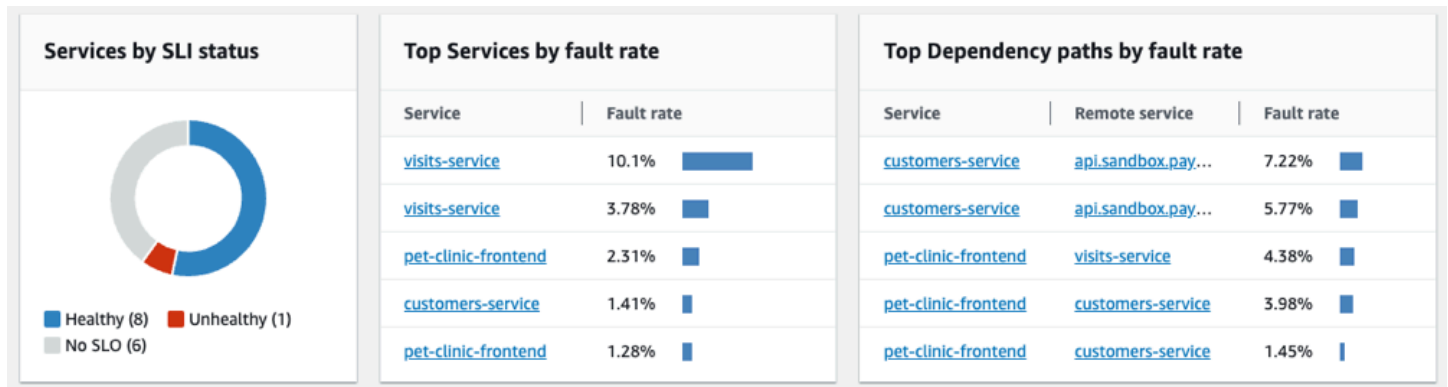 Services by SLI status
Healthy (8) Unhealthy (1)
No SLO (6)
Top Services by fault rate
Service Fault rate
visits-service 10.1%
visits-service 3.78%
pet-clinic-frontend 2.31%
customers-service 1.41%
pet-clinic-frontend 1.28%
Top Dependency paths by fault rate
Service Remote service Fault rate
customers-service api.sandbox.pay... 7.22%
customers-service api.sandbox.pay... 5.77%
pet-clinic-frontend visits-service 4.38%
pet-clinic-frontend customers-service 3.98%
pet-clinic-frontend customers-service 1.45%